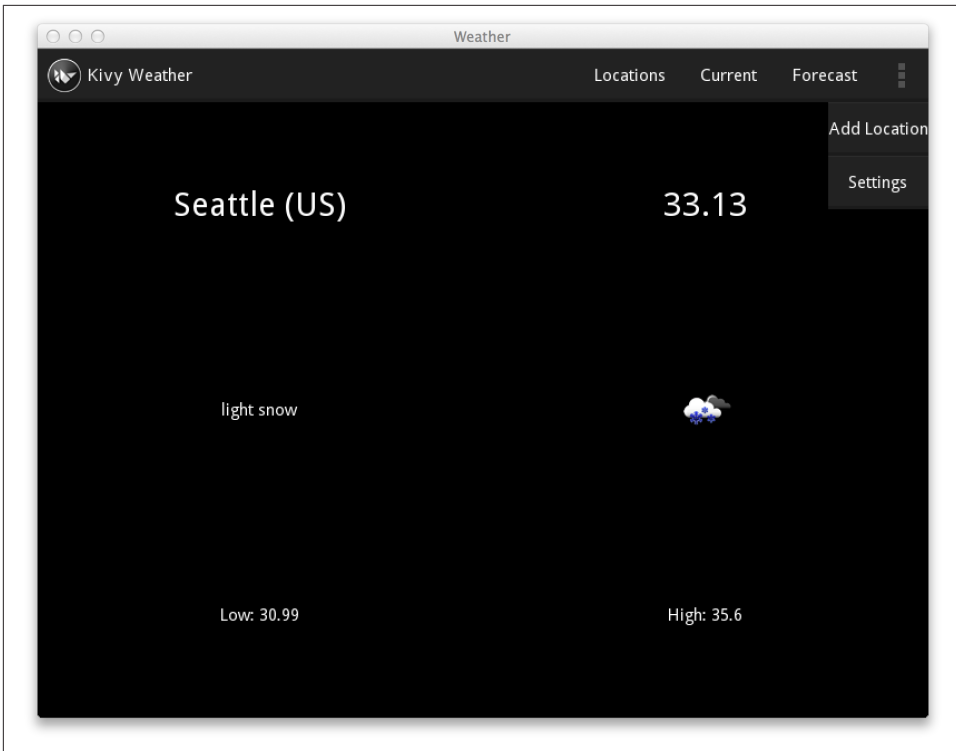 Weather
Kivy Weather Locations Current Forecast
Add Location
Settings
Seattle (US) 33.13
light snow
Low: 30.99 High: 35.6